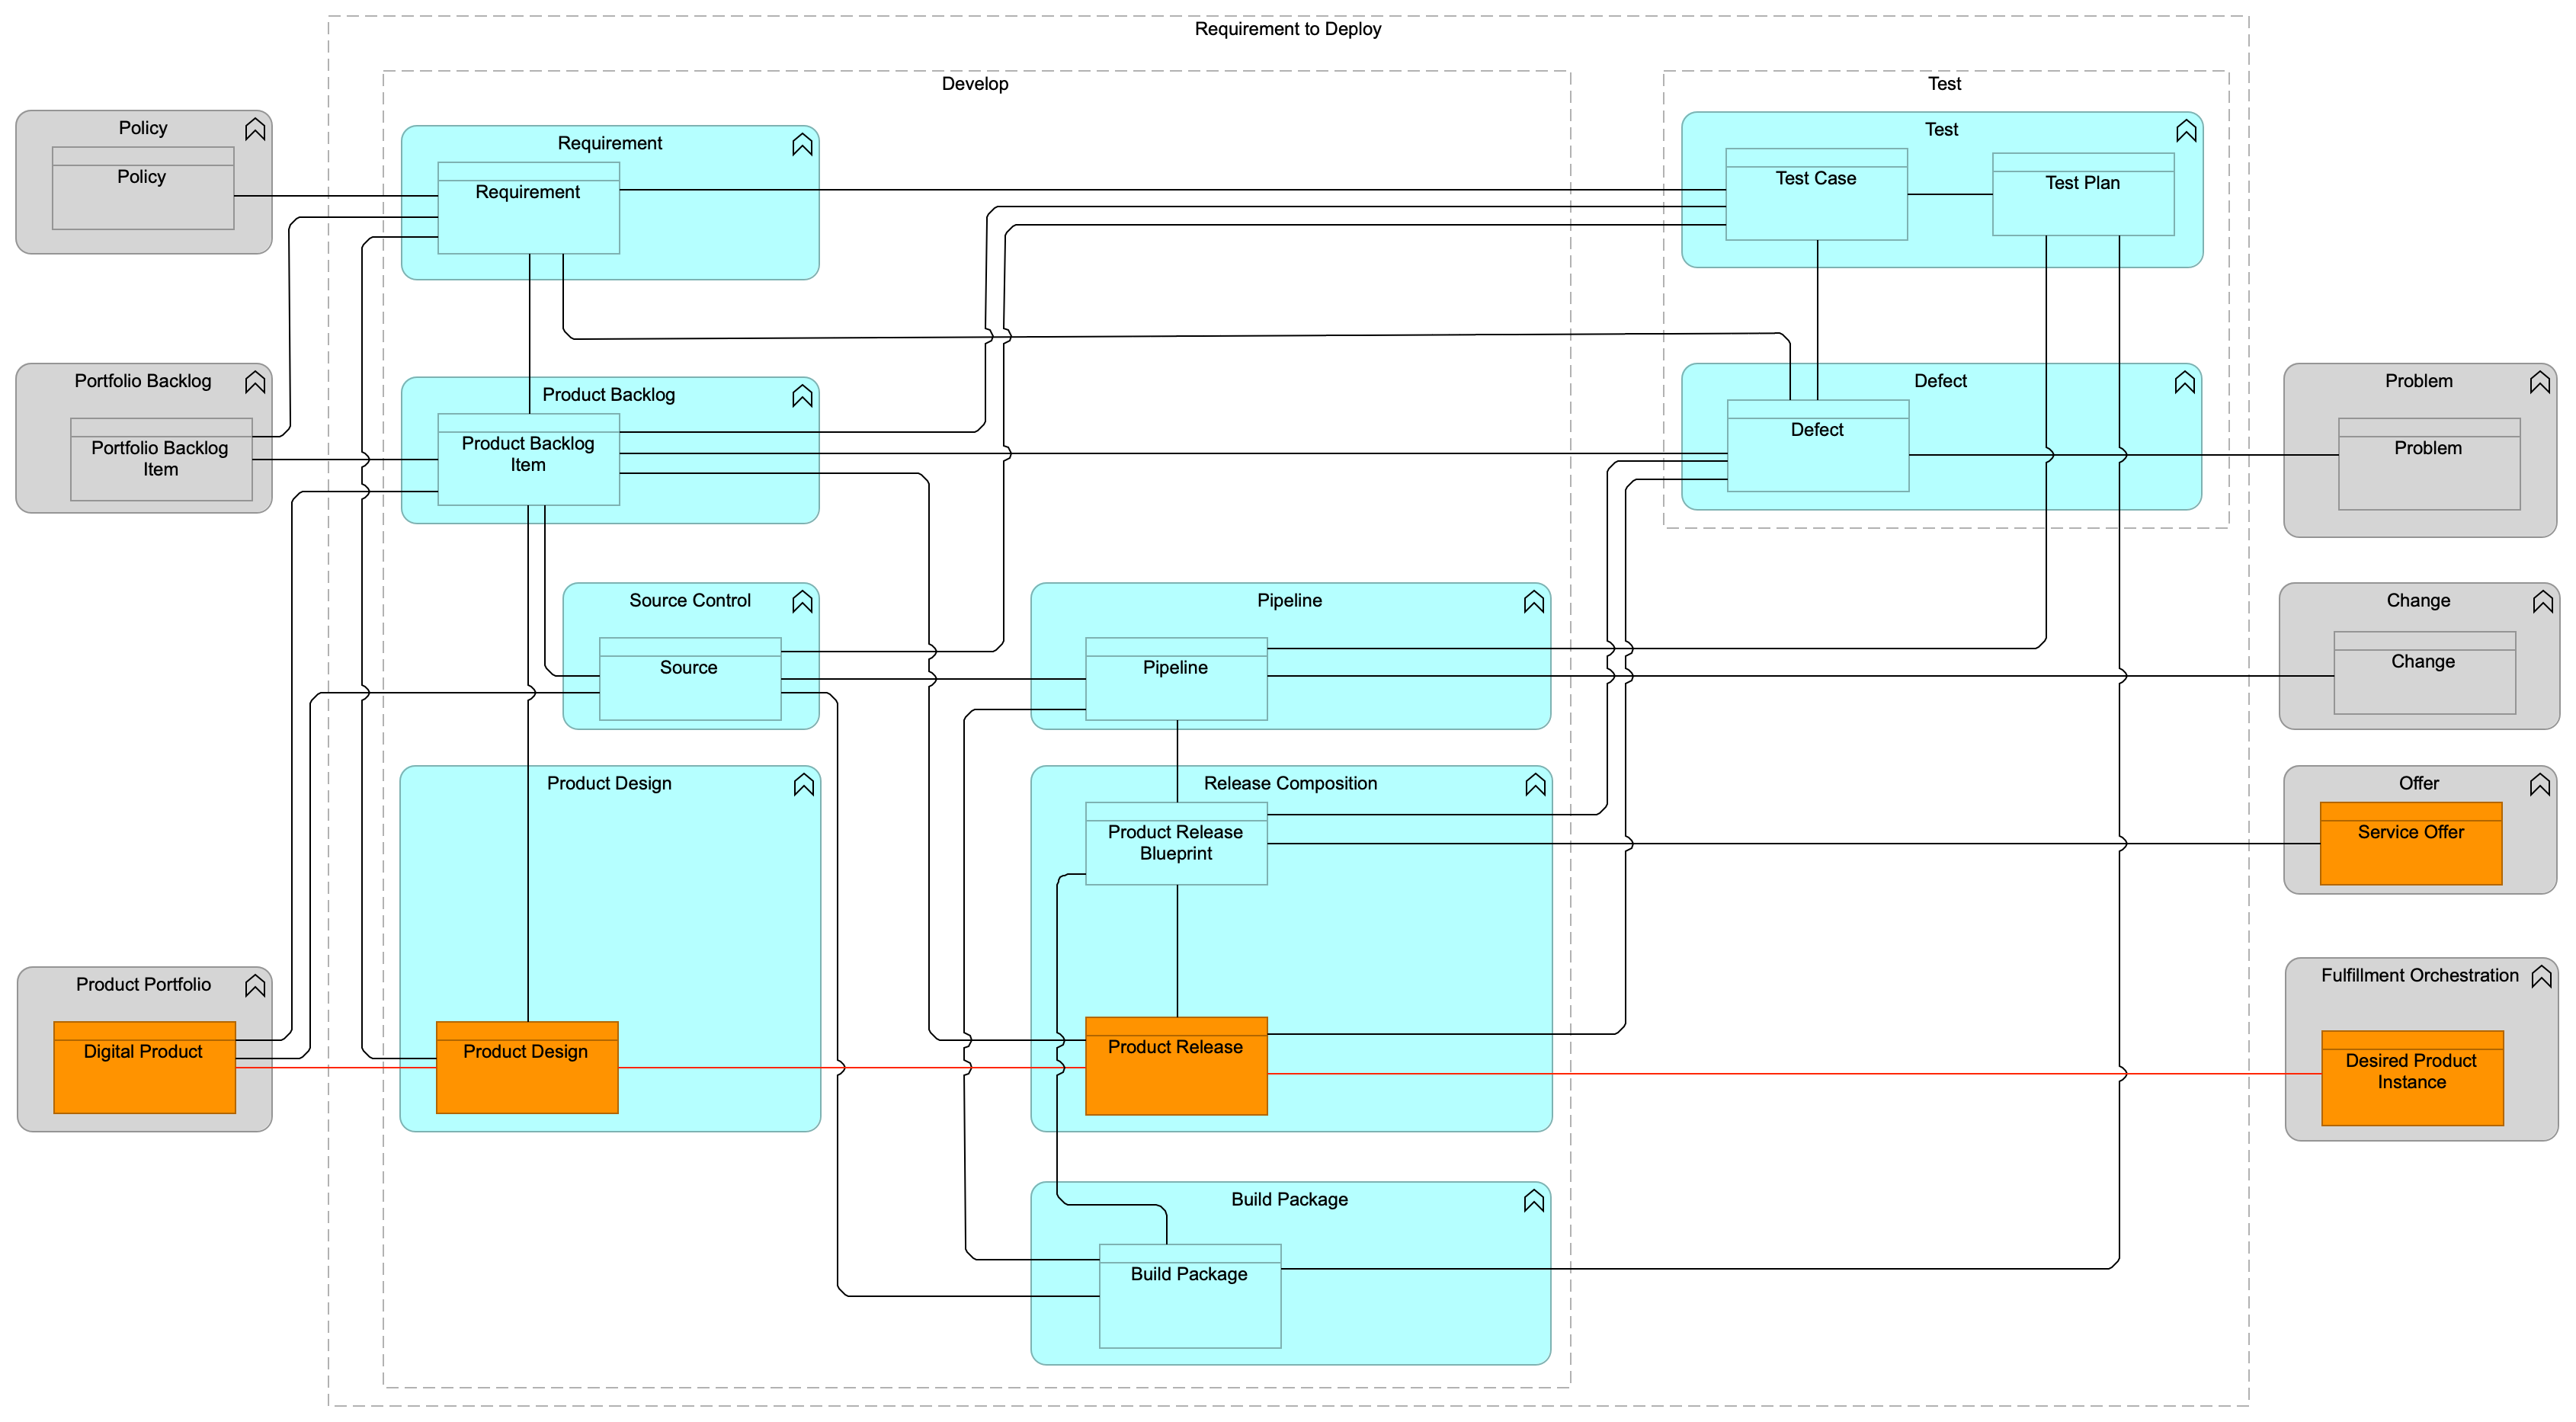 Requirement to Deploy
Develop
Test
Policy
Policy
Requirement
Requirement
Test
Test Case
Test Plan
Portfolio Backlog
Portfolio Backlog
Item
Product Backlog
Product Backlog
Item
Defect
Defect
Problem
Problem
Source Control
Source
Pipeline
Pipeline
Change
Change
Product Design
Product Design
Release Composition
Product Release
Blueprint
Product Release
Offer
Service Offer
Product Portfolio
Digital Product
Fulfillment Orchestration
Desired Product
Instance
Build Package
Build Package